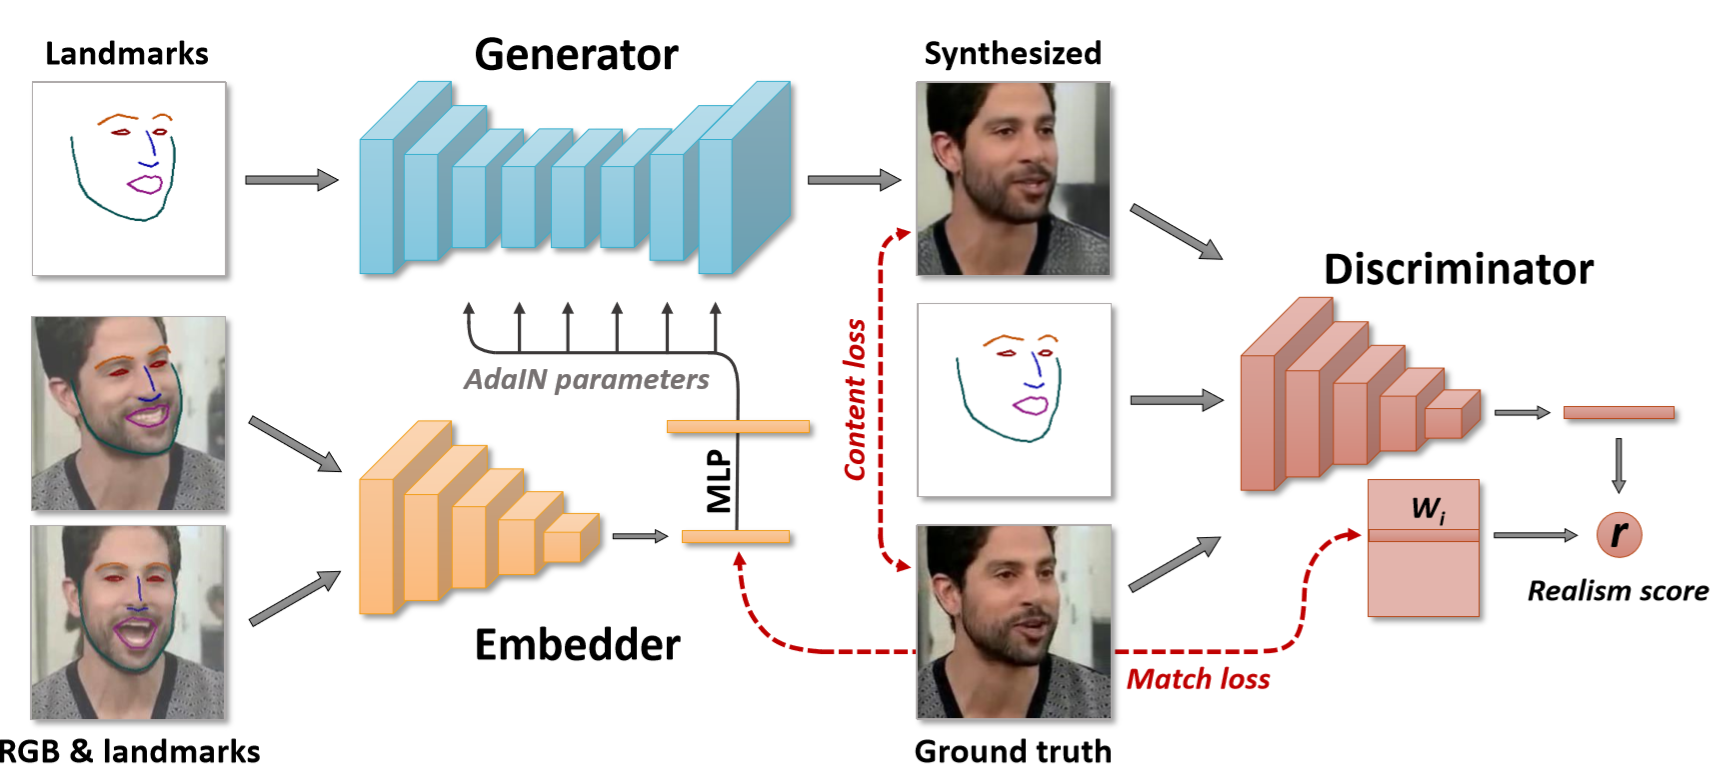 Landmarks
Generator
Synthesized
Discriminator
AdaIN parameters
Content loss
MLP
W_i
r
Realism score
Embedder
Match loss
RGB & landmarks
Ground truth